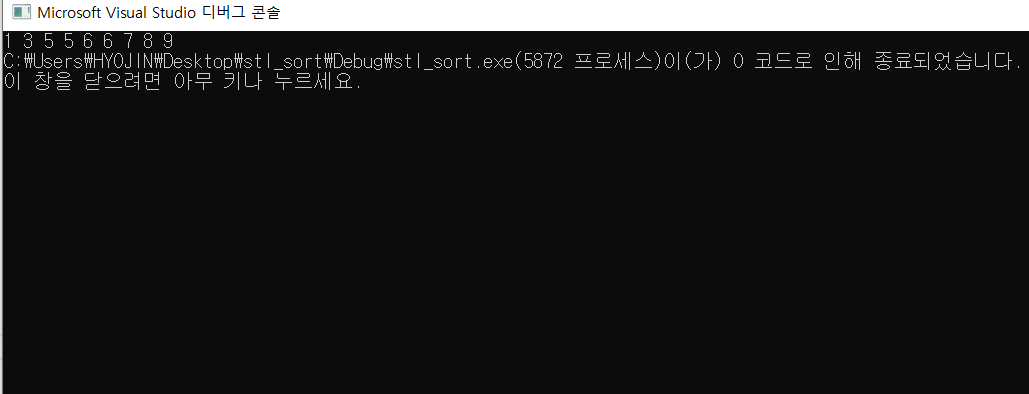 Microsoft Visual Studio 디버그 콘솔
1 3 5 5 6 6 7 8 9
C:₩Users₩HYOJIN₩Desktop₩stl_sort₩Debug₩stl_sort.exe(5872 프로세스)이(가) 0 코드로 인해 종료되었습니다.
이 창을 닫으려면 아무 키나 누르세요.